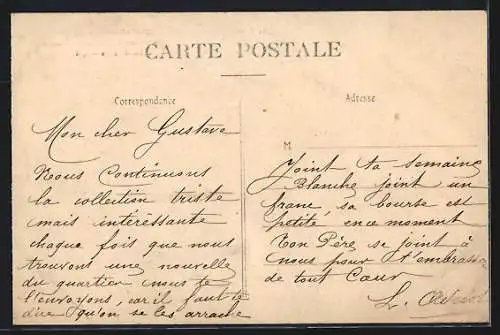 CARTE POSTALE
Correspondance
Adresse
M
Mon cher Gustave
Nous Continuons
la collection triste
mais intéressante
chaque fois que nous
trouvons une nouvelle
du quartier nous te
l'envoyons, car il faut te
dire qu'on se les arrache
Joint ta semaine
Blanche joint un
franc, sa bourse est
petite en ce moment
Ton Père se joint à
nous pour t'embrasser
de tout Cœur
L.